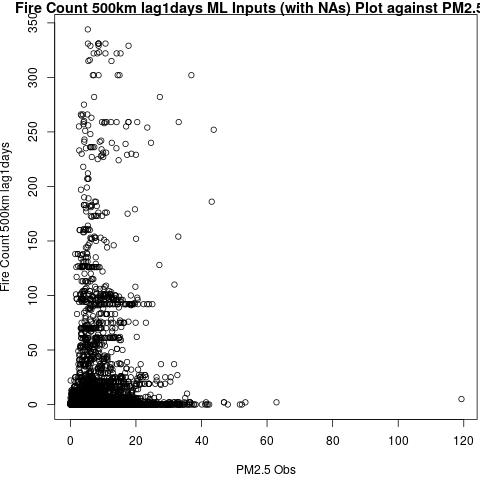 Fire Count 500km lag1days ML Inputs (with NAs) Plot against PM2.5
Fire Count 500km lag1days
350
300
250
200
150
100
50
0
0 20 40 60 80 100 120
PM2.5 Obs